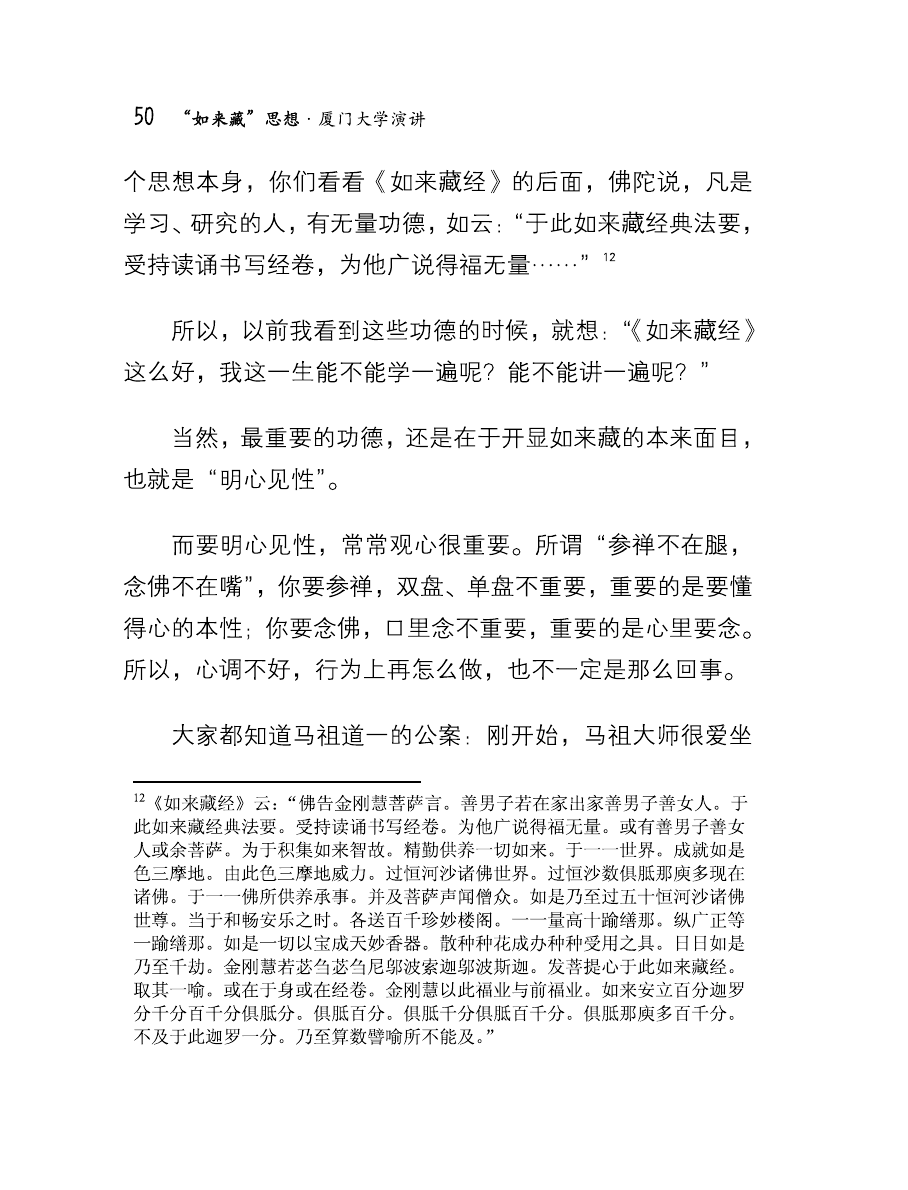 50 “如来藏”思想·厦门大学演讲
个思想本身，你们看看《如来藏经》的后面，佛陀说，凡是
学习、研究的人，有无量功德，如云：“于此如来藏经典法要，
受持读诵书写经卷，为他广说得福无量……”12
所以，以前我看到这些功德的时候，就想：“《如来藏经》
这么好，我这一生能不能学一遍呢？能不能讲一遍呢？”
当然，最重要的功德，还是在于开显如来藏的本来面目，
也就是“明心见性”。
而要明心见性，常常观心很重要。所谓“参禅不在腿，
念佛不在嘴”，你要参禅，双盘、单盘不重要，重要的是要懂
得心的本性；你要念佛，口里念不重要，重要的是心里要念。
所以，心调不好，行为上再怎么做，也不一定是那么回事。
大家都知道马祖道一的公案：刚开始，马祖大师很爱坐
12《如来藏经》云：“佛告金刚慧菩萨言。善男子若在家出家善男子善女人。于
此如来藏经典法要。受持读诵书写经卷。为他广说得福无量。或有善男子善女
人或余菩萨。为于积集如来智故。精勤供养一切如来。于一一世界。成就如是
色三摩地。由此色三摩地威力。过恒河沙诸佛世界。过恒沙数俱胝那庾多现在
诸佛。于一一佛所供养承事。并及菩萨声闻僧众。如是乃至过五十恒河沙诸佛
世尊。当于和畅安乐之时。各送百千珍妙楼阁。一一量高十踰缮那。纵广正等
一踰缮那。如是一切以宝成天妙香器。散种种花成办种种受用之具。日日如是
乃至千劫。金刚慧若苾刍苾刍尼邬波索迦邬波斯迦。发菩提心于此如来藏经。
取其一喻。或在于身或在经卷。金刚慧以此福业与前福业。如来安立百分迦罗
分千分百千分俱胝分。俱胝百分。俱胝千分俱胝百千分。俱胝那庾多百千分。
不及于此迦罗一分。乃至算数譬喻所不能及。”